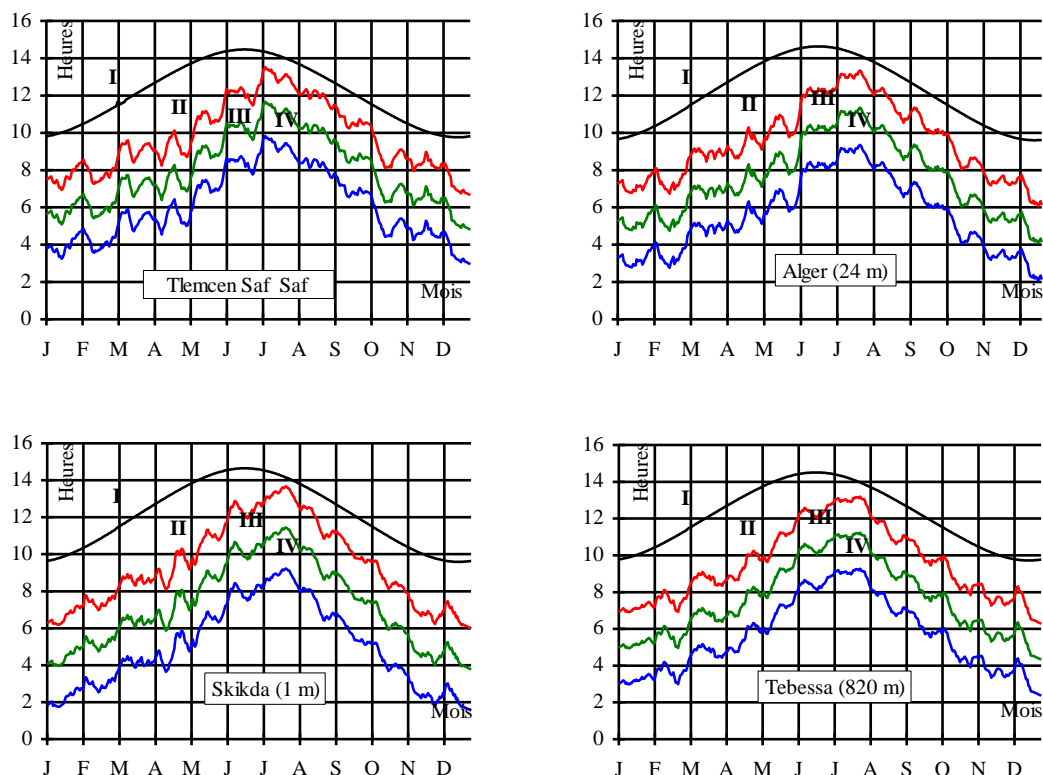 16
14
12
10
8
6
4
2
0
Heures
I
II
III
IV
Tlemcen Saf Saf
Mois
J F M A M J J A S O N D
16
14
12
10
8
6
4
2
0
Heures
I
II
III
IV
Alger (24 m)
Mois
J F M A M J J A S O N D
16
14
12
10
8
6
4
2
0
Heures
I
II
III
IV
Skikda (1 m)
Mois
J F M A M J J A S O N D
16
14
12
10
8
6
4
2
0
Heures
I
II
III
IV
Tebessa (820 m)
Mois
J F M A M J J A S O N D